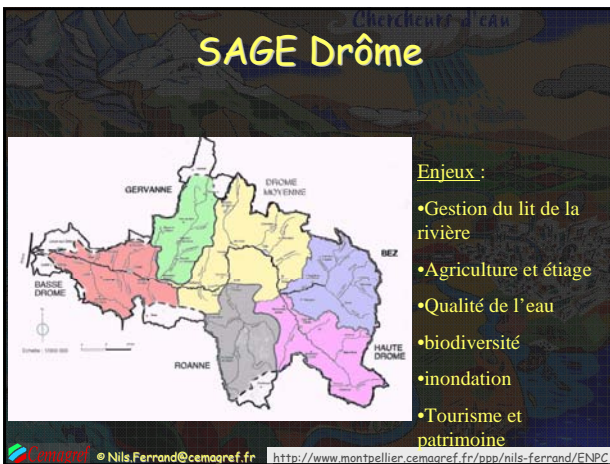 Chercheurs d'eau
SAGE Drôme
GERVANNE
DROME
MOYENNE
BEZ
BASSE
DROME
HAUTE
DROME
ROANNE
Enjeux :
•Gestion du lit de la
rivière
•Agriculture et étiage
•Qualité de l'eau
•biodiversité
•inondation
•Tourisme et
patrimoine
Cemagref © Nils.Ferrand@cemagref.fr http://www.montpellier.cemagref.fr/ppp/nils-ferrand/ENPC